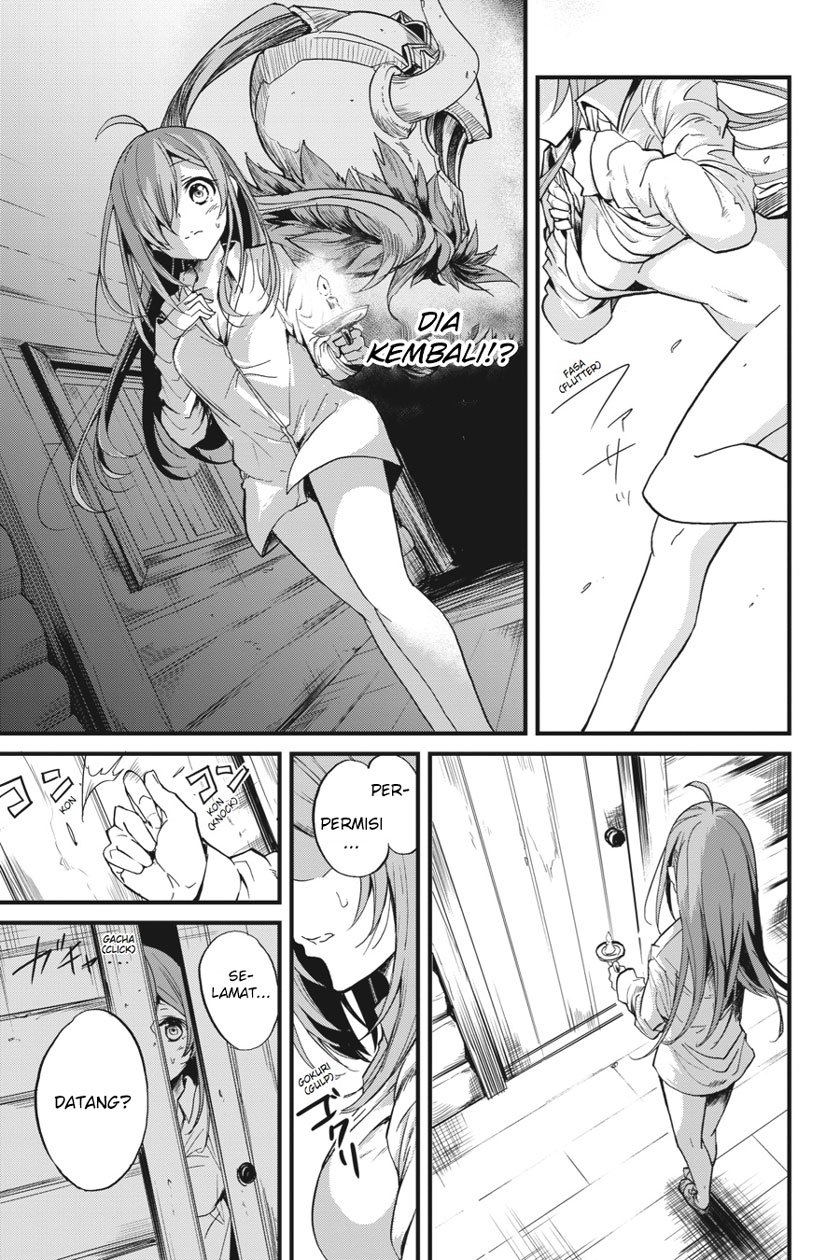 FASA
(FLUTTER)
ファサ
DIA
KEMBALI!?
PER-
PERMISI
...
GOKURI
(GULP)
ゴクリ
コン
KON
(KNOCK)
コン
KON
GACHA
(CLICK)
ガチャ...
SE-
LAMAT...
DATANG?